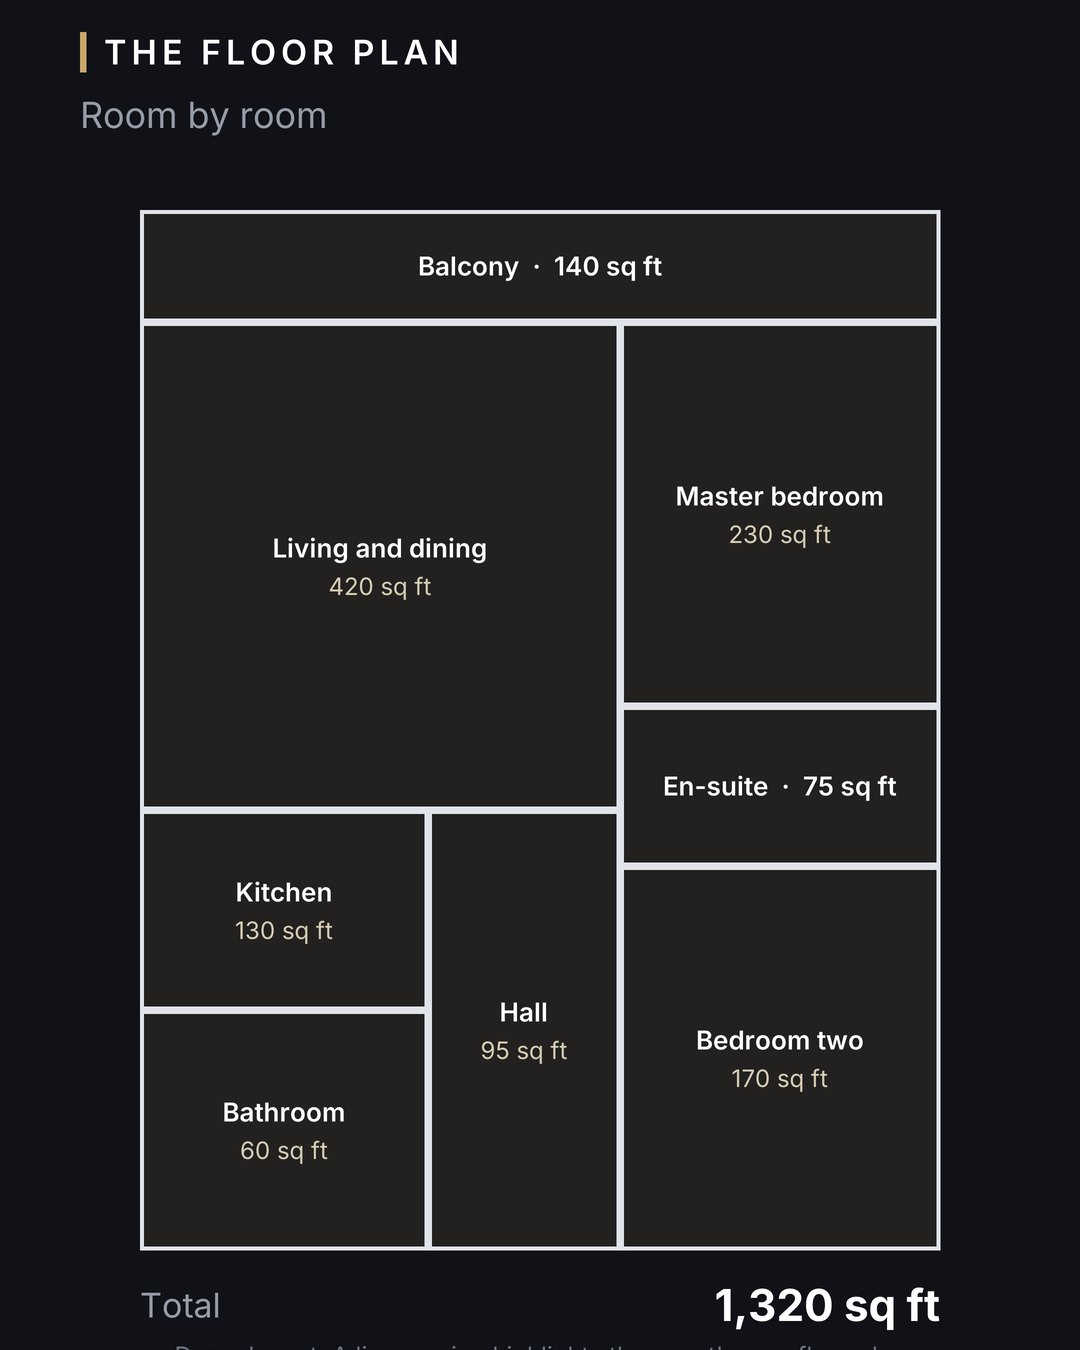 THE FLOOR PLAN
Room by room
Balcony · 140 sq ft
Living and dining
420 sq ft
Master bedroom
230 sq ft
En-suite · 75 sq ft
Kitchen
130 sq ft
Hall
95 sq ft
Bedroom two
170 sq ft
Bathroom
60 sq ft
Total
1,320 sq ft